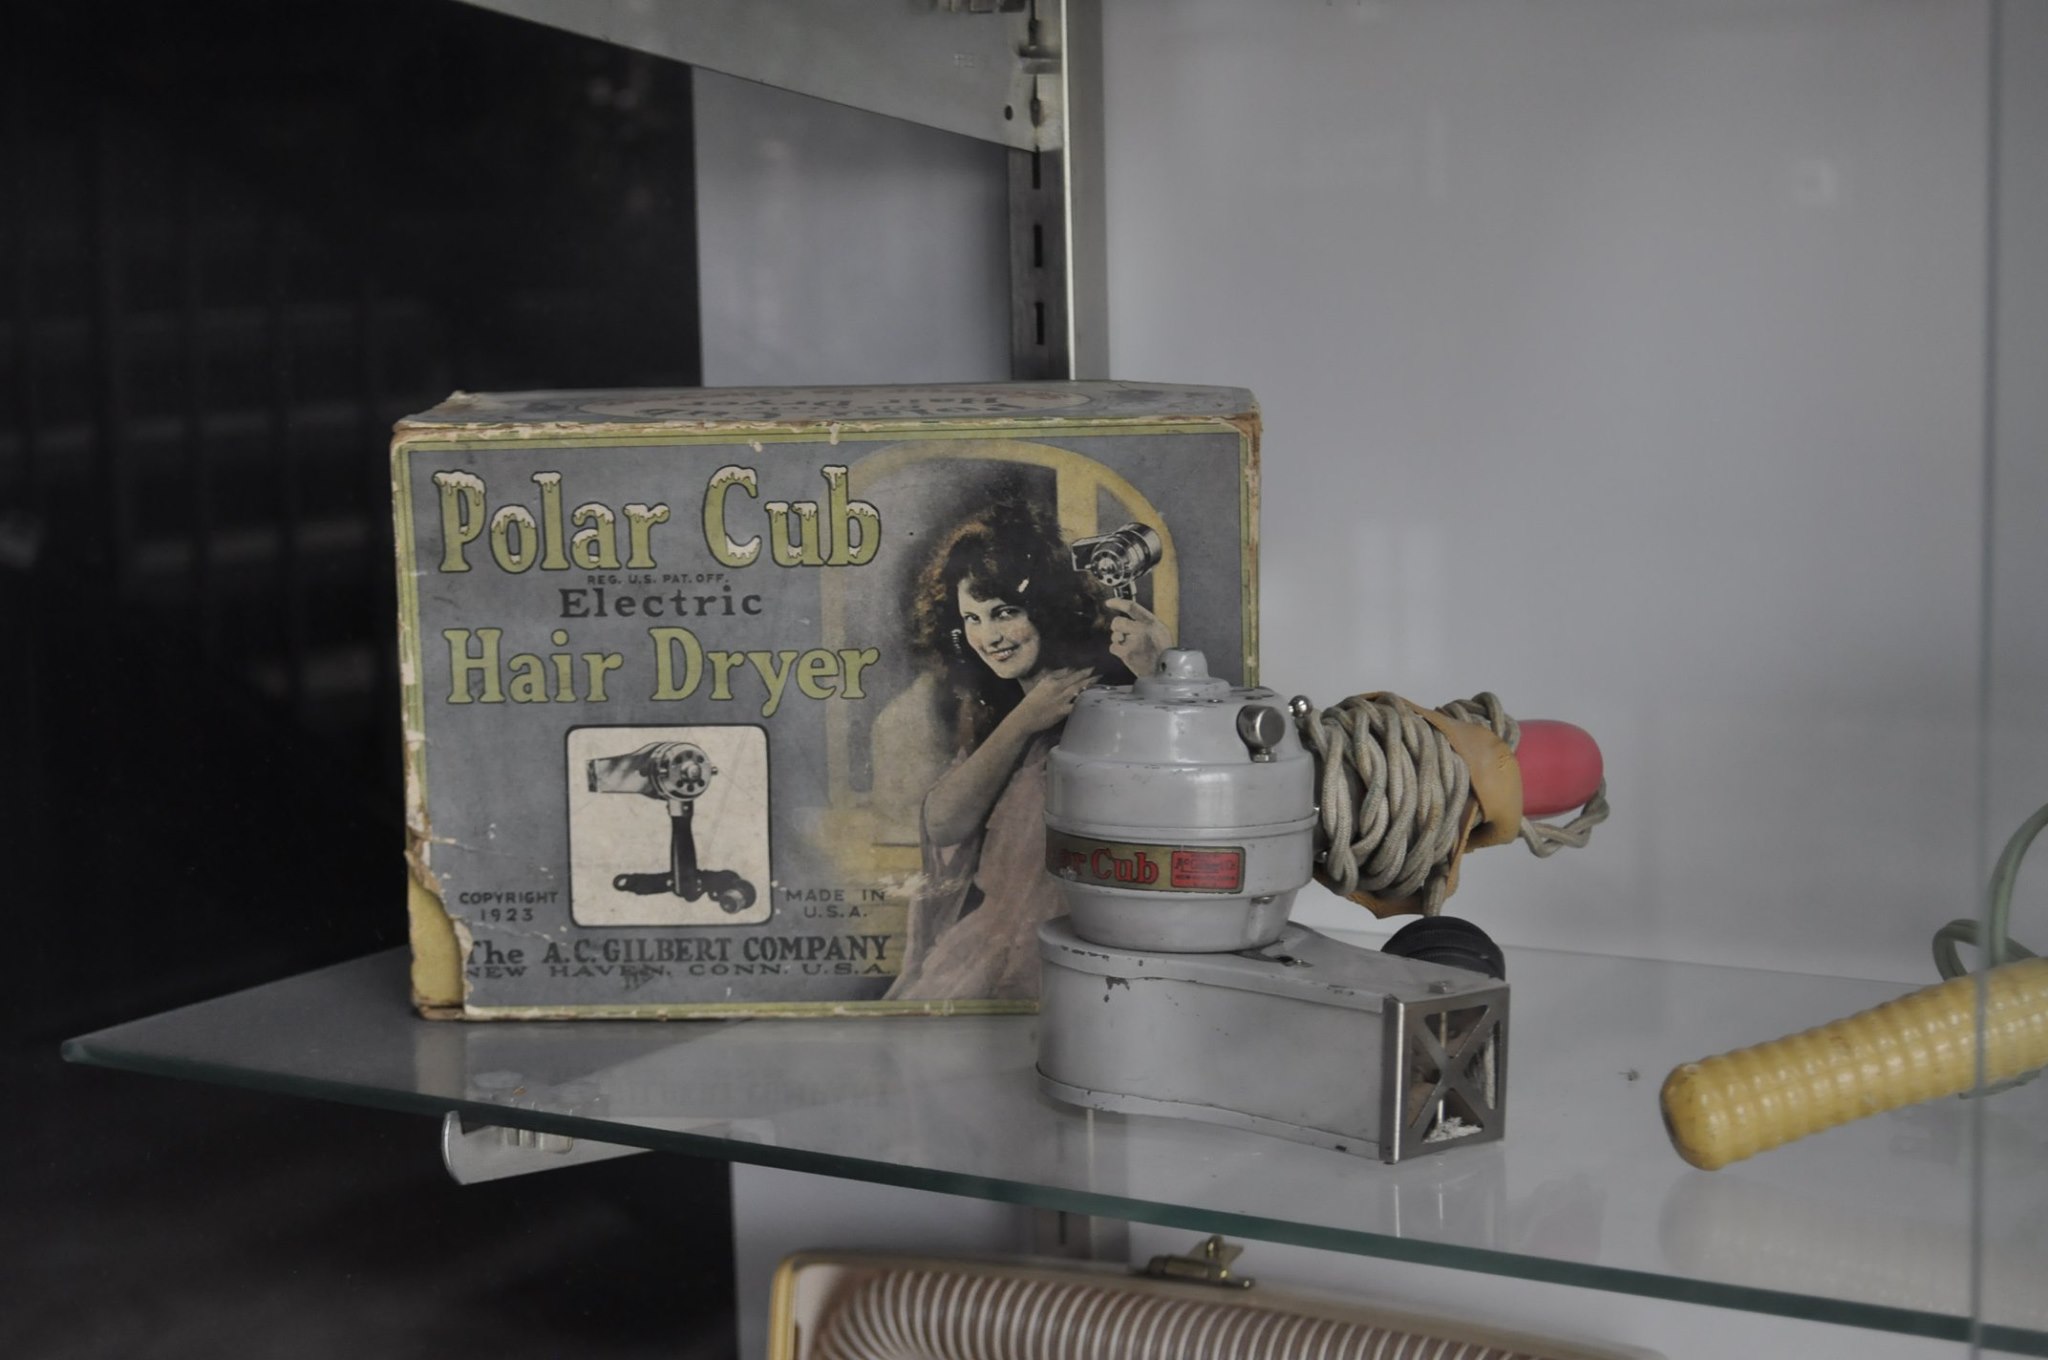 Polar Cub
REG. U.S. PAT. OFF.
Electric
Hair Dryer
COPYRIGHT
1923
MADE IN
U.S.A.
The A.C. GILBERT COMPANY
NEW HAVEN, CONN. U.S.A.
Cub